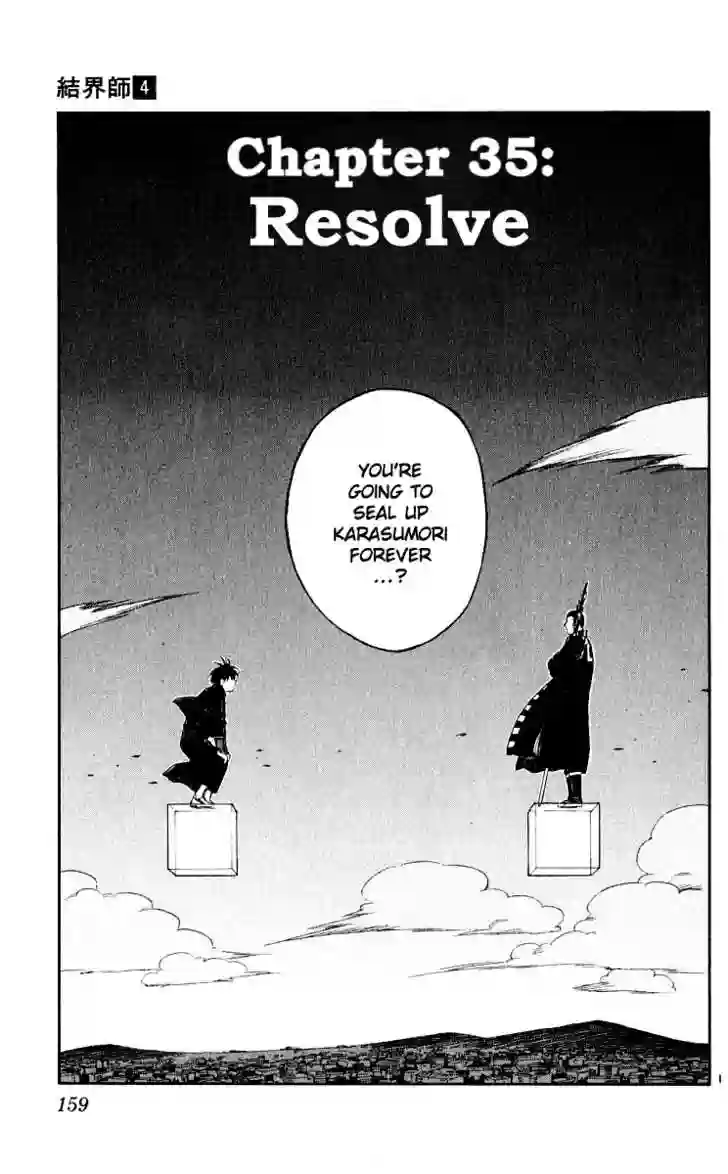 結界師4
Chapter 35:
Resolve
YOU'RE
GOING TO
SEAL UP
KARASUMORI
FOREVER
...?
159